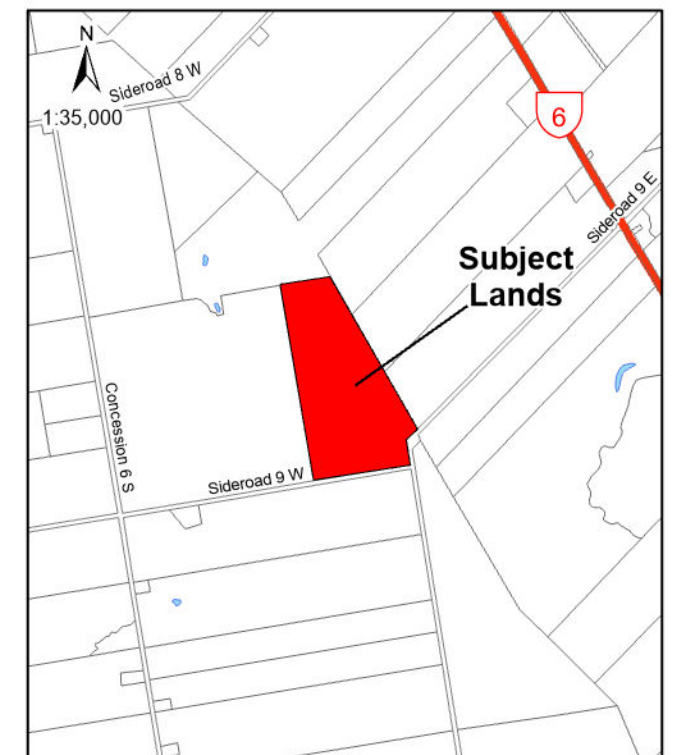 N
Sideroad 8 W
1:35,000
6
Sideroad 9 E
Subject
Lands
Concession 6 S
Sideroad 9 W